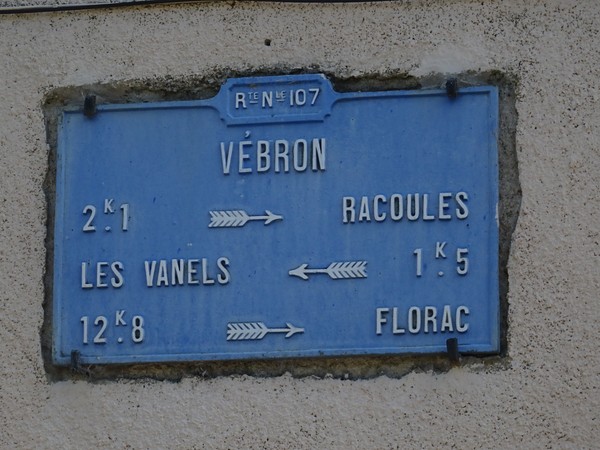 RTE NLE 107
VÉBRON
2K.1 RACOULES
LES VANELS 1K.5
12K.8 FLORAC